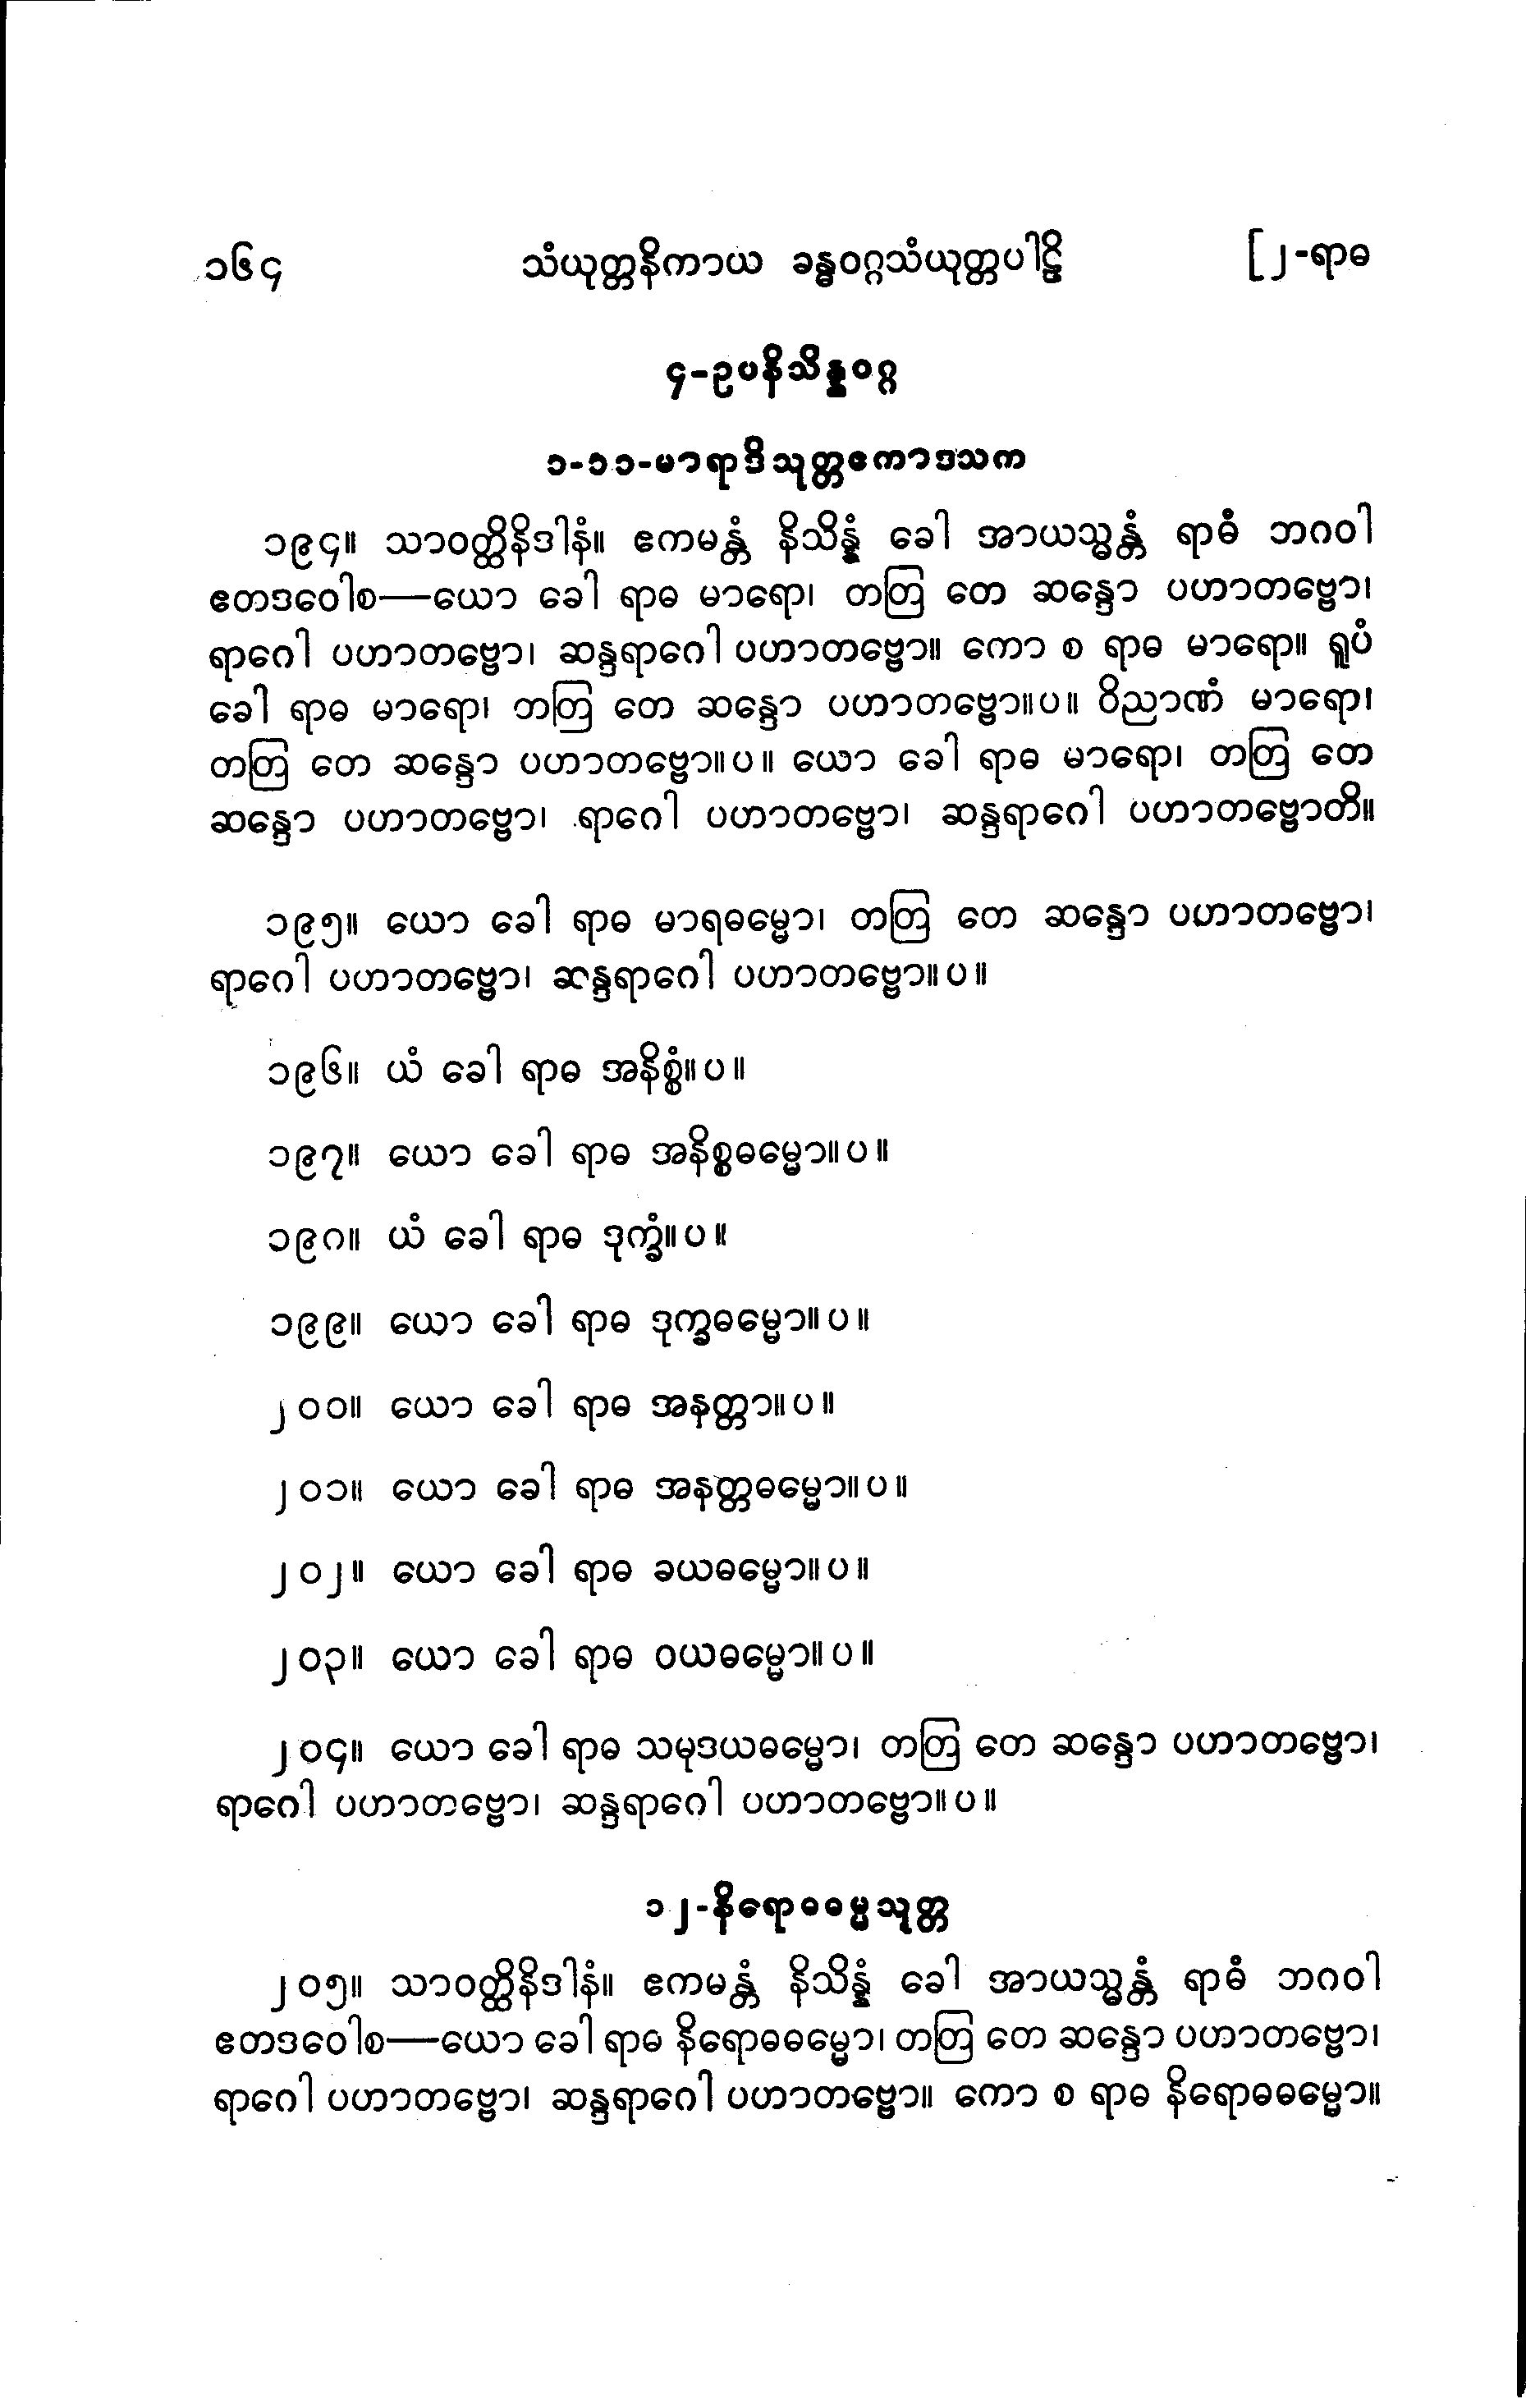 ၁၆၄ သံယုတ္တနိကာယ ခန္ဓဝဂ္ဂသံယုတ္တပါဠိ [၂-ရာဓ
၄-ဥပနိသိန္နဝဂ္ဂ
၁-၁၁-မာရာဒိသုတ္တဧကာဒသက
၁၉၄။ သာဝတ္ထိနိဒါနံ။ ဧကမန္တံ နိသိန္နံ ခေါ အာယသ္မန္တံ ရာဓံ ဘဂဝါ
ဧတဒဝေါစ—ယော ခေါ ရာဓ မာရော၊ တတြ တေ ဆန္ဒော ပဟာတဗ္ဗော၊
ရာဂေါ ပဟာတဗ္ဗော၊ ဆန္ဒရာဂေါ ပဟာတဗ္ဗော။ ကော စ ရာဓ မာရော။ ရူပံ
ခေါ ရာဓ မာရော၊ တတြ တေ ဆန္ဒော ပဟာတဗ္ဗော။ပ။ ဝိညာဏံ မာရော၊
တတြ တေ ဆန္ဒော ပဟာတဗ္ဗော။ပ။ ယော ခေါ ရာဓ မာရော၊ တတြ တေ
ဆန္ဒော ပဟာတဗ္ဗော၊ ရာဂေါ ပဟာတဗ္ဗော၊ ဆန္ဒရာဂေါ ပဟာတဗ္ဗောတိ။
၁၉၅။ ယော ခေါ ရာဓ မာရဓမ္မော၊ တတြ တေ ဆန္ဒော ပဟာတဗ္ဗော၊
ရာဂေါ ပဟာတဗ္ဗော၊ ဆန္ဒရာဂေါ ပဟာတဗ္ဗော။ပ။
၁၉၆။ ယံ ခေါ ရာဓ အနိစ္စံ။ပ။
၁၉၇။ ယော ခေါ ရာဓ အနိစ္စဓမ္မော။ပ။
၁၉၈။ ယံ ခေါ ရာဓ ဒုက္ခံ။ပ။
၁၉၉။ ယော ခေါ ရာဓ ဒုက္ခဓမ္မော။ပ။
၂၀၀။ ယော ခေါ ရာဓ အနတ္တာ။ပ။
၂၀၁။ ယော ခေါ ရာဓ အနတ္တဓမ္မော။ပ။
၂၀၂။ ယော ခေါ ရာဓ ခယဓမ္မော။ပ။
၂၀၃။ ယော ခေါ ရာဓ ဝယဓမ္မော။ပ။
၂၀၄။ ယော ခေါ ရာဓ သမုဒယဓမ္မော၊ တတြ တေ ဆန္ဒော ပဟာတဗ္ဗော၊
ရာဂေါ ပဟာတဗ္ဗော၊ ဆန္ဒရာဂေါ ပဟာတဗ္ဗော။ပ။
၁၂-နိရောဓဓမ္မသုတ္တ
၂၀၅။ သာဝတ္ထိနိဒါနံ။ ဧကမန္တံ နိသိန္နံ ခေါ အာယသ္မန္တံ ရာဓံ ဘဂဝါ
ဧတဒဝေါစ—ယော ခေါ ရာဓ နိရောဓဓမ္မော၊ တတြ တေ ဆန္ဒော ပဟာတဗ္ဗော၊
ရာဂေါ ပဟာတဗ္ဗော၊ ဆန္ဒရာဂေါ ပဟာတဗ္ဗော။ ကော စ ရာဓ နိရောဓဓမ္မော။